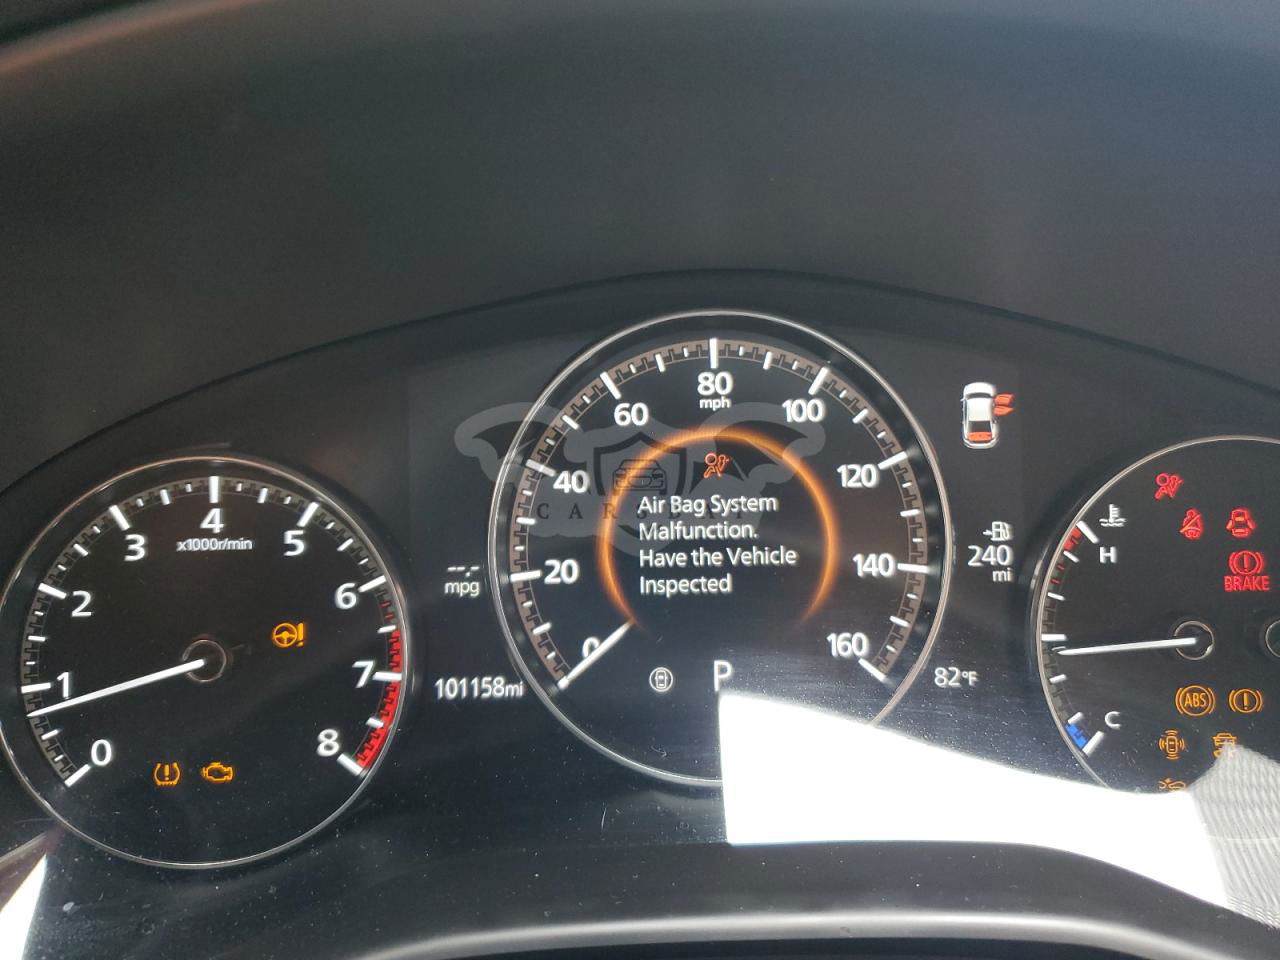 80
mph
60
100
40
120
20
140
0
160
Air Bag System
Malfunction.
Have the Vehicle
Inspected
P
4
x1000r/min
3
5
2
6
1
7
0
8
--.-
mpg
101158mi
240
mi
82°F
H
C
BRAKE
ABS